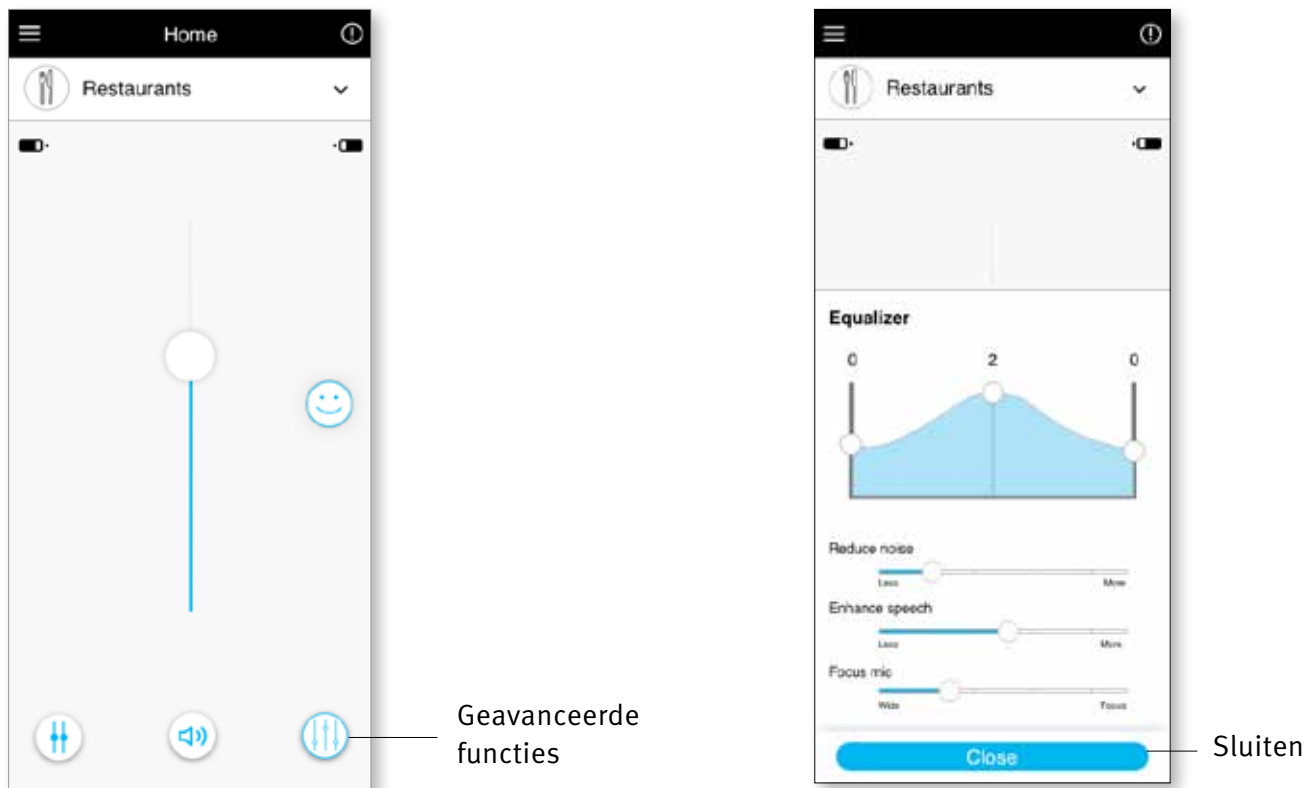 Home
Restaurants
Geavanceerde
functies
Restaurants
Equalizer
0 2 0
Reduce noise
Less More
Enhance speech
Less More
Focus mic
Wide Focus
Close
Sluiten